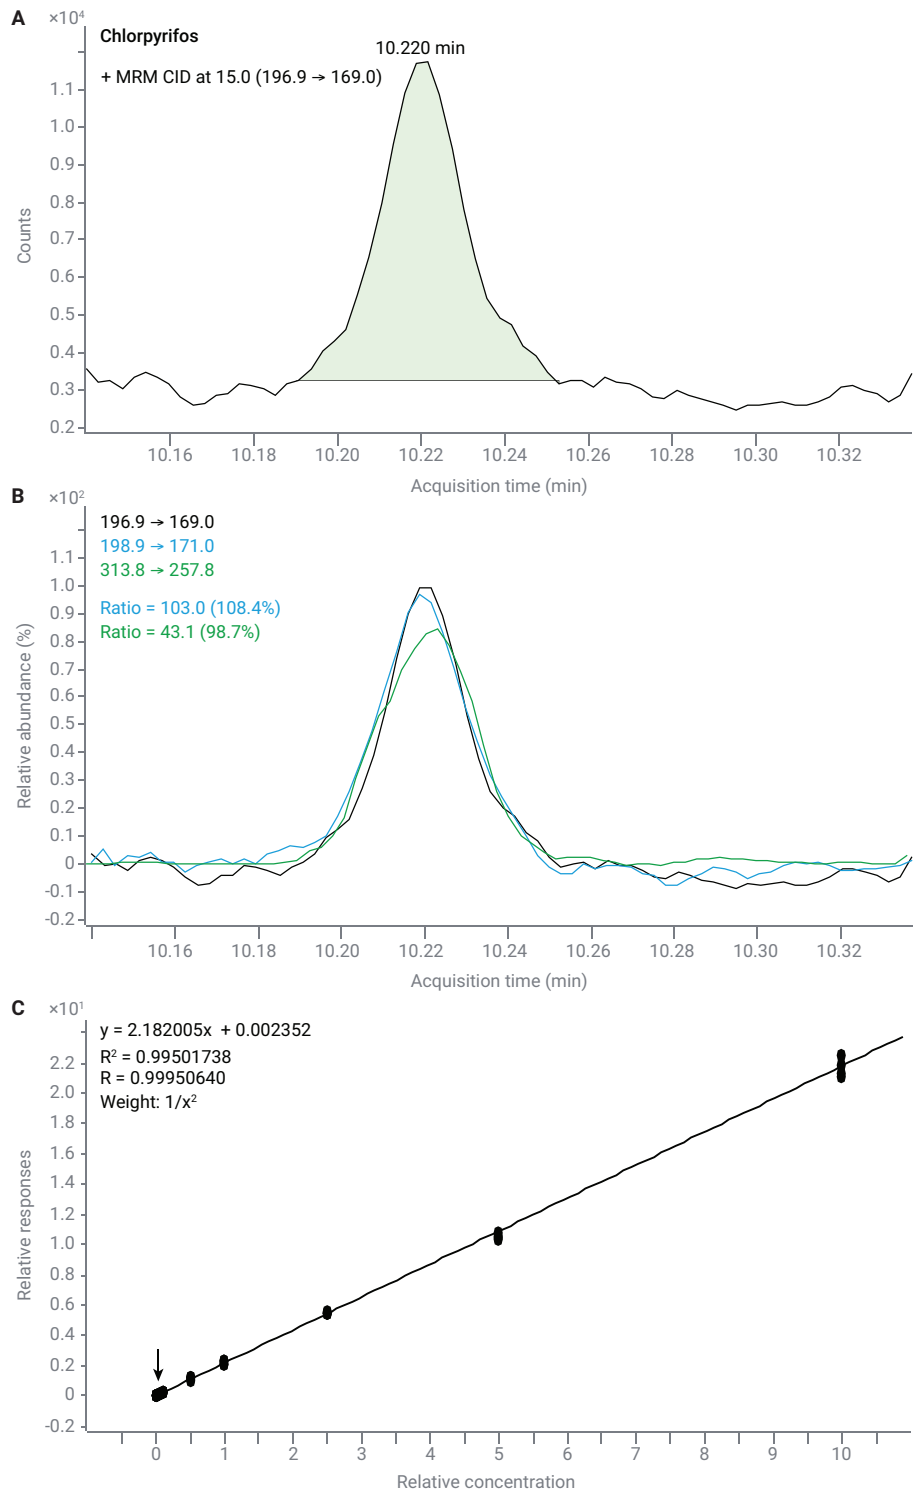 A
×10⁴
Chlorpyrifos
10.220 min
+ MRM CID at 15.0 (196.9 → 169.0)
1.1
1.0
0.9
0.8
0.7
0.6
0.5
0.4
0.3
0.2
Counts
10.16 10.18 10.20 10.22 10.24 10.26 10.28 10.30 10.32
Acquisition time (min)
B
×10²
196.9 → 169.0
198.9 → 171.0
313.8 → 257.8
Ratio = 103.0 (108.4%)
Ratio = 43.1 (98.7%)
1.1
1.0
0.9
0.8
0.7
0.6
0.5
0.4
0.3
0.2
0.1
0
-0.1
-0.2
Relative abundance (%)
10.16 10.18 10.20 10.22 10.24 10.26 10.28 10.30 10.32
Acquisition time (min)
C
×10¹
y = 2.182005x + 0.002352
R² = 0.99501738
R = 0.99950640
Weight: 1/x²
2.2
2.0
1.8
1.6
1.4
1.2
1.0
0.8
0.6
0.4
0.2
0
-0.2
Relative responses
0 1 2 3 4 5 6 7 8 9 10
Relative concentration